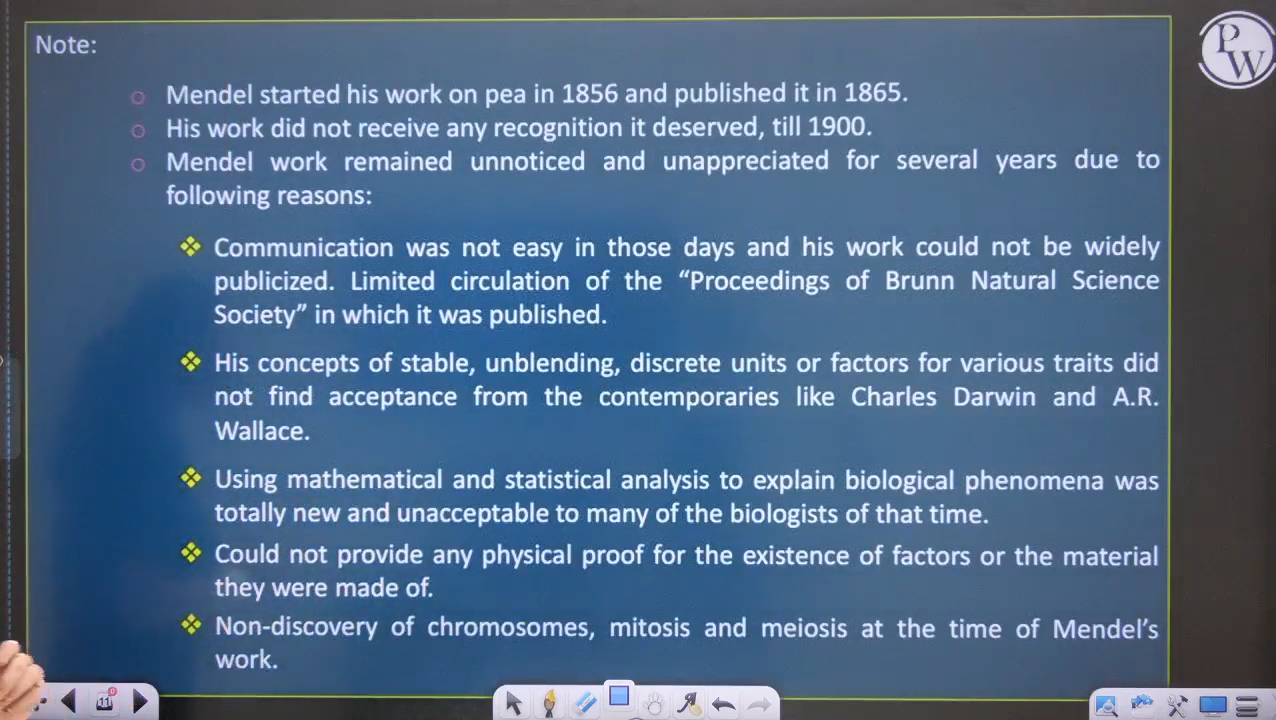 Note:
Mendel started his work on pea in 1856 and published it in 1865.
His work did not receive any recognition it deserved, till 1900.
Mendel work remained unnoticed and unappreciated for several years due to
following reasons:
Communication was not easy in those days and his work could not be widely
publicized. Limited circulation of the “Proceedings of Brunn Natural Science
Society” in which it was published.
His concepts of stable, unblending, discrete units or factors for various traits did
not find acceptance from the contemporaries like Charles Darwin and A.R.
Wallace.
Using mathematical and statistical analysis to explain biological phenomena was
totally new and unacceptable to many of the biologists of that time.
Could not provide any physical proof for the existence of factors or the material
they were made of.
Non-discovery of chromosomes, mitosis and meiosis at the time of Mendel’s
work.
PW
11